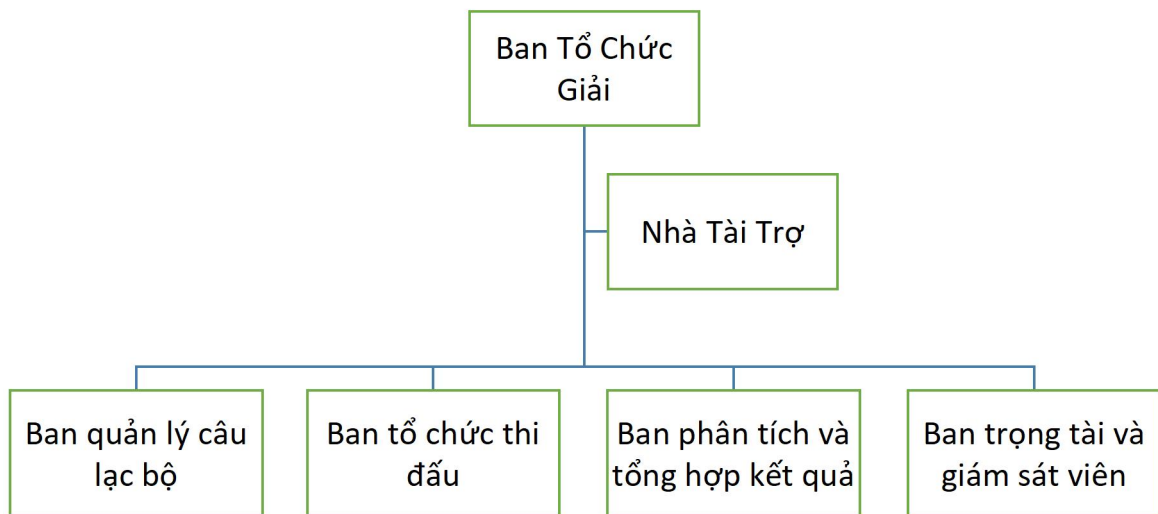 Ban Tổ Chức
Giải
Nhà Tài Trợ
Ban quản lý câu
lạc bộ
Ban tổ chức thi
đấu
Ban phân tích và
tổng hợp kết quả
Ban trọng tài và
giám sát viên